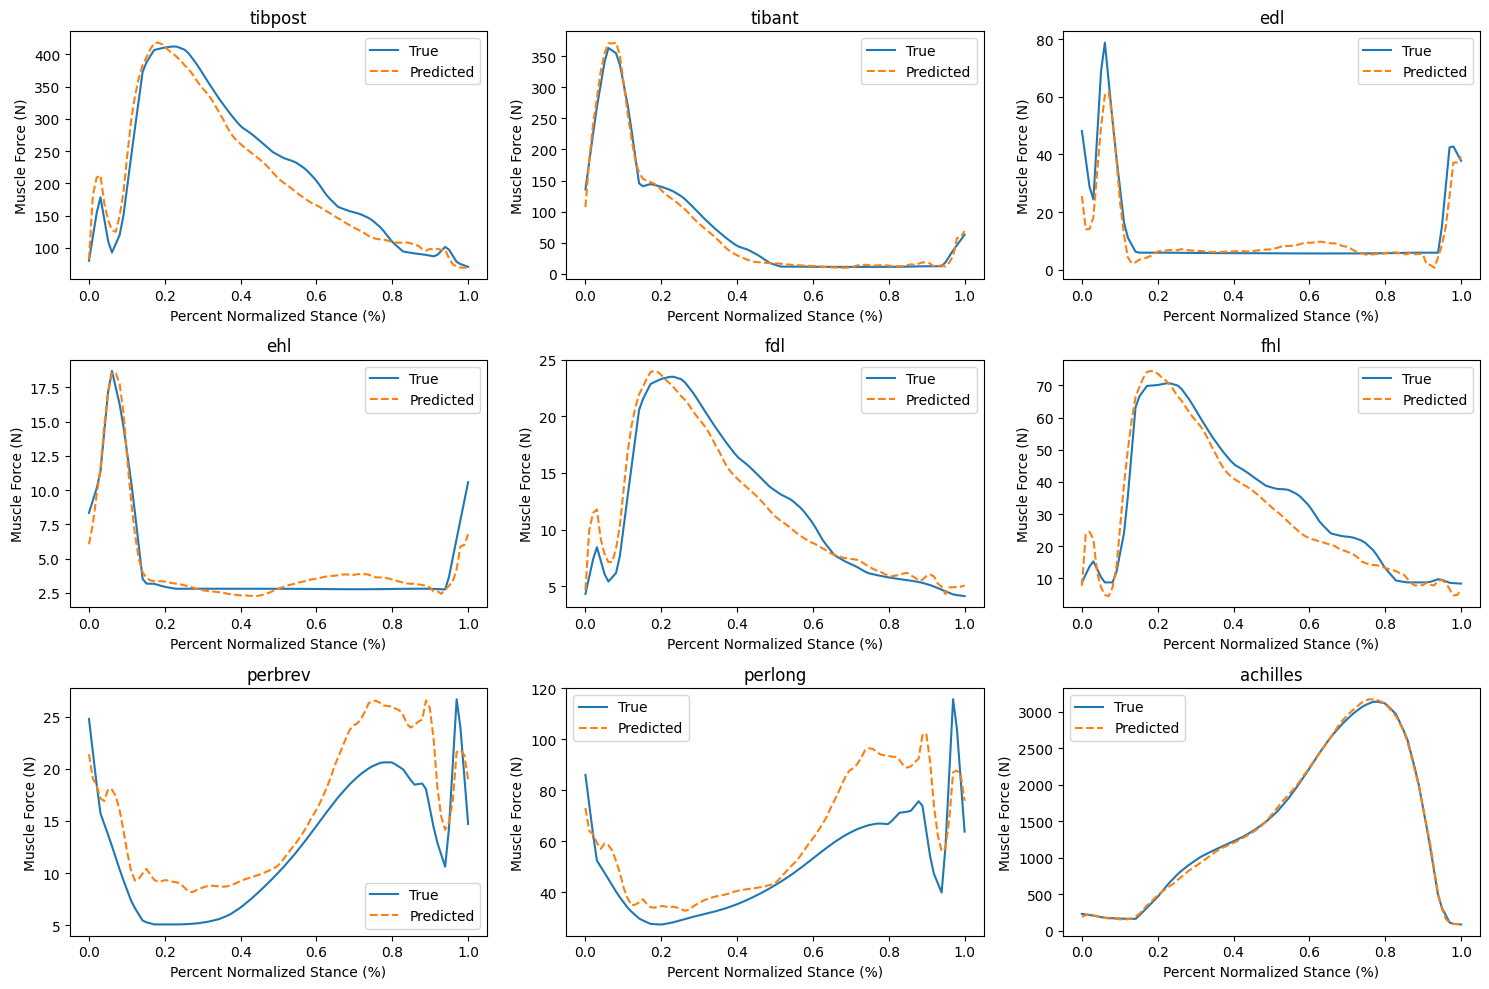 tibpost
True
Predicted
Muscle Force (N)
400
350
300
250
200
150
100
0.0 0.2 0.4 0.6 0.8 1.0
Percent Normalized Stance (%)
tibant
True
Predicted
Muscle Force (N)
350
300
250
200
150
100
50
0
0.0 0.2 0.4 0.6 0.8 1.0
Percent Normalized Stance (%)
edl
True
Predicted
Muscle Force (N)
80
60
40
20
0
0.0 0.2 0.4 0.6 0.8 1.0
Percent Normalized Stance (%)
ehl
True
Predicted
Muscle Force (N)
17.5
15.0
12.5
10.0
7.5
5.0
2.5
0.0 0.2 0.4 0.6 0.8 1.0
Percent Normalized Stance (%)
fdl
True
Predicted
Muscle Force (N)
25
20
15
10
5
0.0 0.2 0.4 0.6 0.8 1.0
Percent Normalized Stance (%)
fhl
True
Predicted
Muscle Force (N)
70
60
50
40
30
20
10
0.0 0.2 0.4 0.6 0.8 1.0
Percent Normalized Stance (%)
perbrev
Muscle Force (N)
25
20
15
10
5
True
Predicted
0.0 0.2 0.4 0.6 0.8 1.0
Percent Normalized Stance (%)
perlong
True
Predicted
Muscle Force (N)
120
100
80
60
40
0.0 0.2 0.4 0.6 0.8 1.0
Percent Normalized Stance (%)
achilles
True
Predicted
Muscle Force (N)
3000
2500
2000
1500
1000
500
0
0.0 0.2 0.4 0.6 0.8 1.0
Percent Normalized Stance (%)